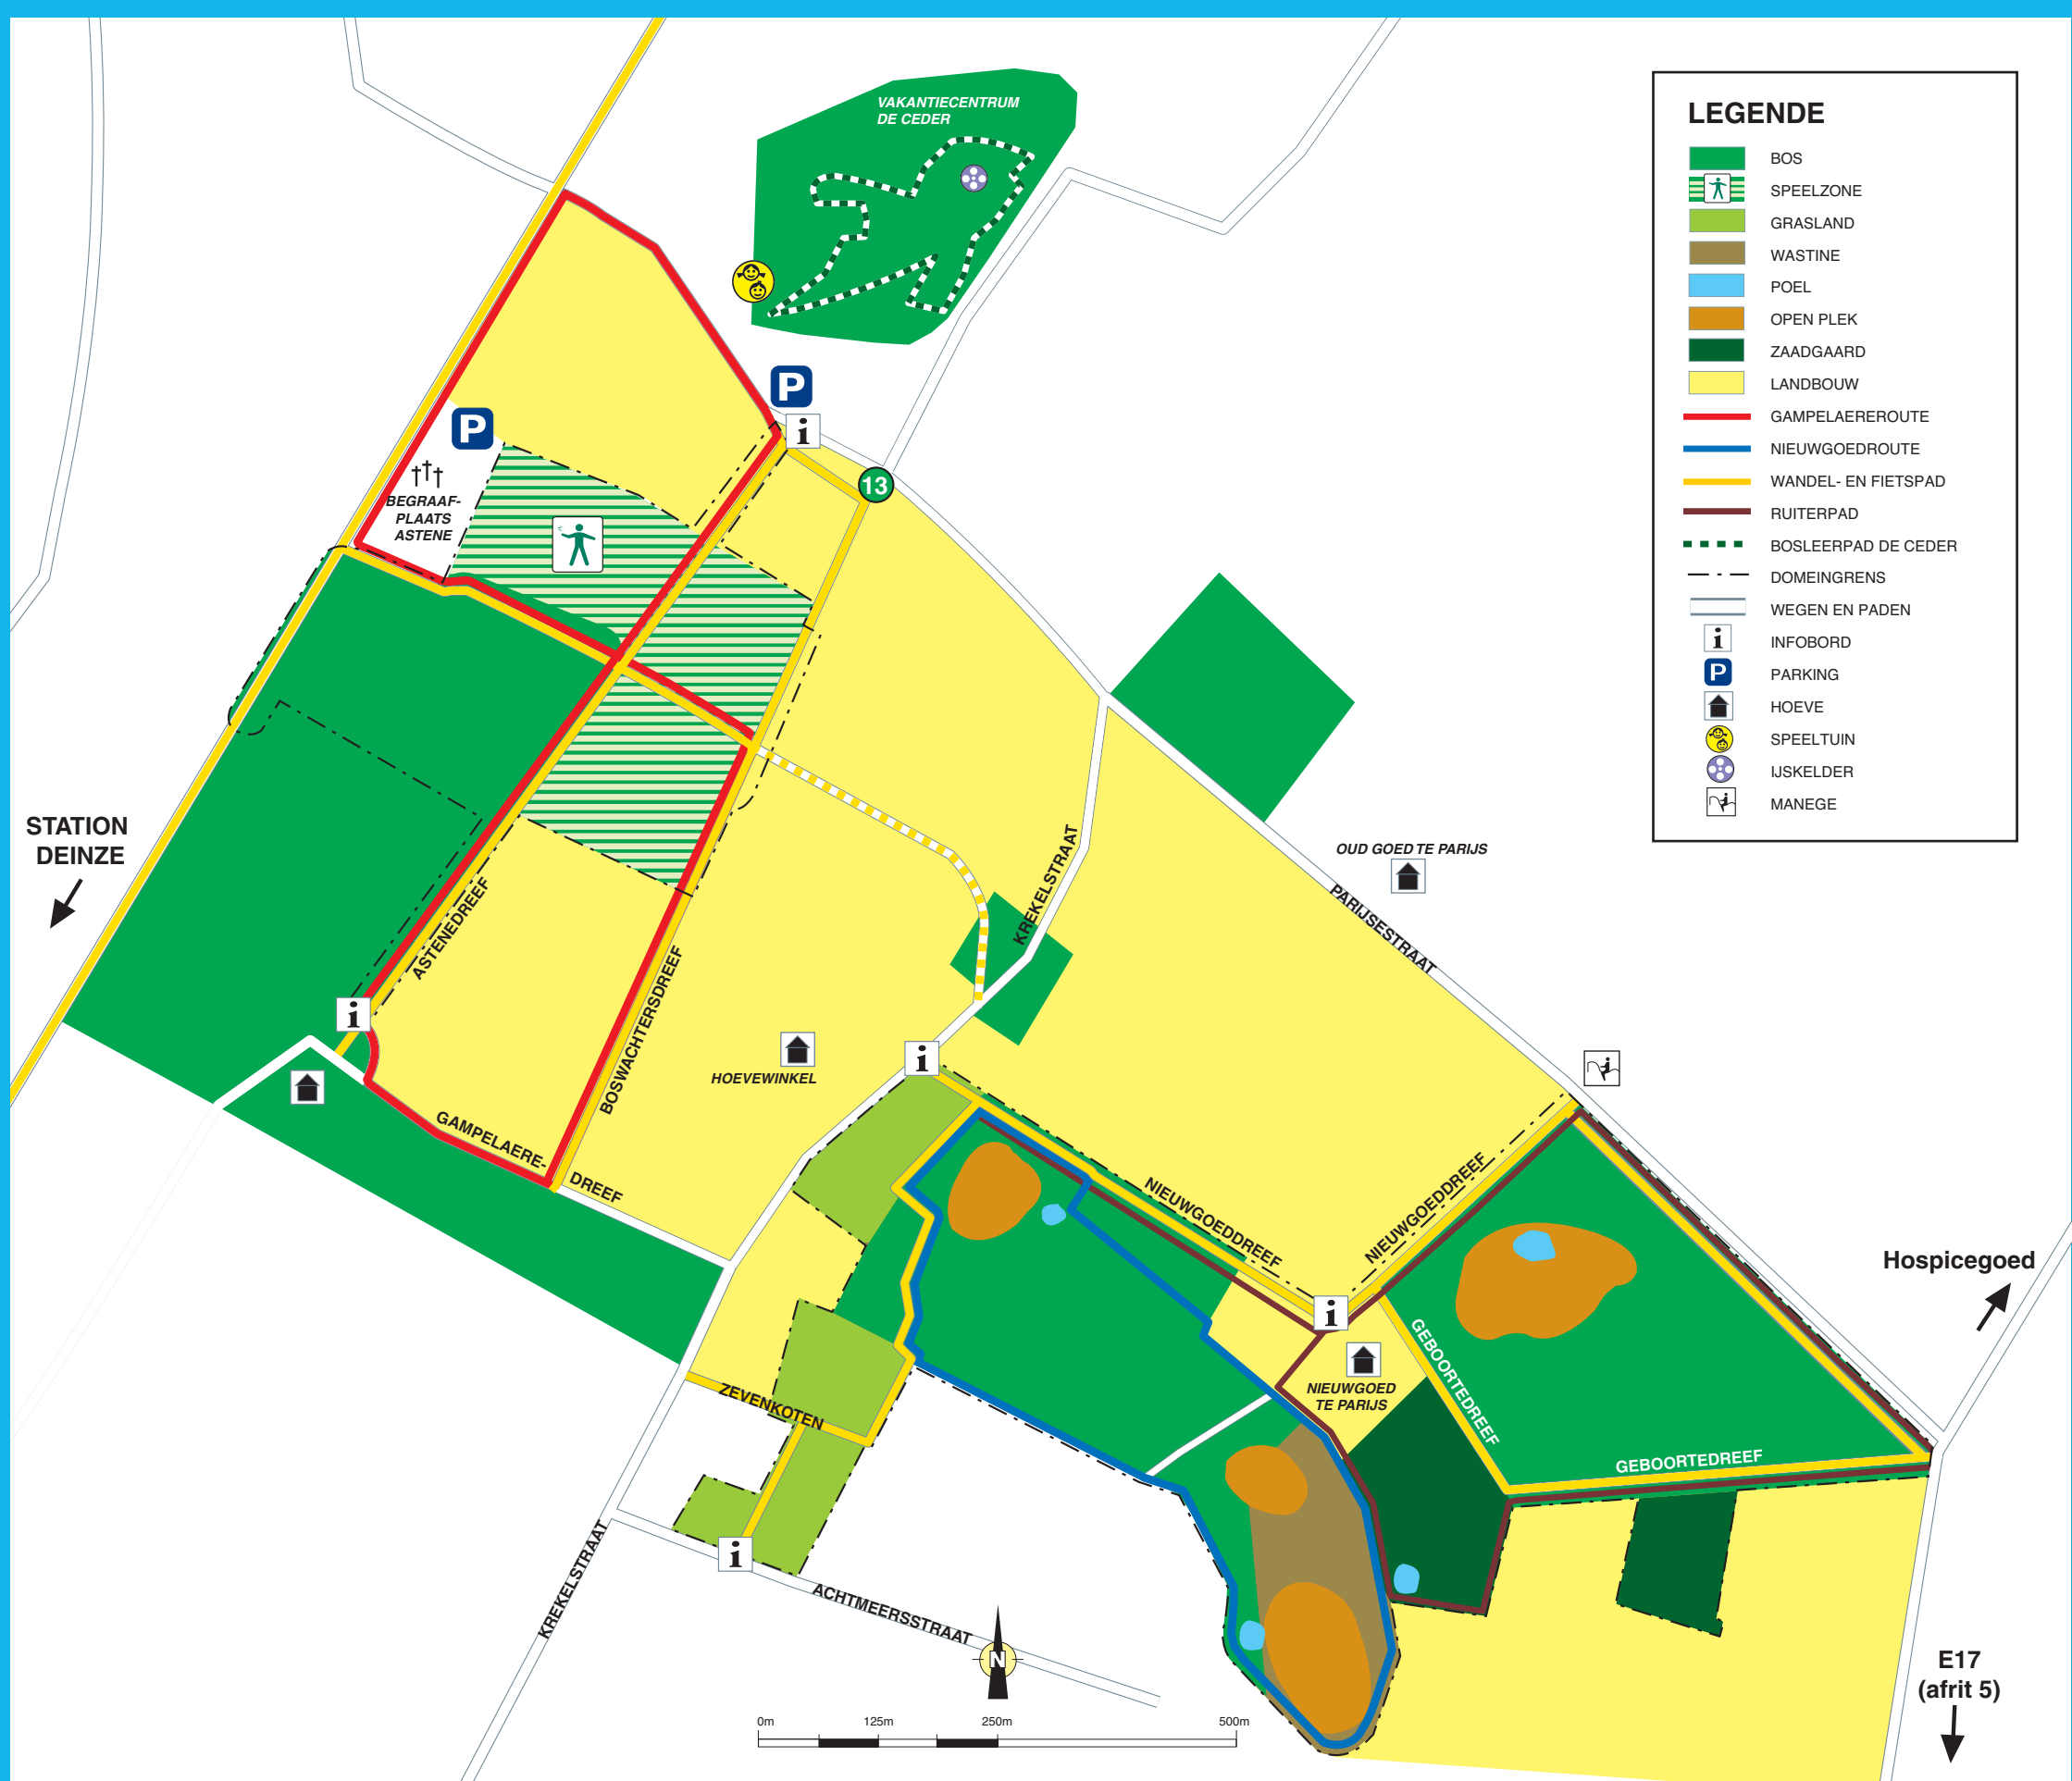 VAKANTIECENTRUM
DE CEDER
LEGENDE
BOS
SPEELZONE
GRASLAND
WASTINE
POEL
OPEN PLEK
ZAADGAARD
LANDBOUW
GAMPELAEREROUTE
NIEUWGOEDROUTE
WANDEL- EN FIETSPAD
RUITERPAD
BOSLEERPAD DE CEDER
DOMEINGRENS
WEGEN EN PADEN
i INFOBORD
P PARKING
HOEVE
SPEELTUIN
IJSKELDER
MANEGE
P
P
i
13
BEGRAAF-
PLAATS
ASTENE
STATION
DEINZE
ASTENEDREEF
BOSWACHTERSDREEF
KREKELSTRAAT
OUD GOED TE PARIJS
PARIJSESTRAAT
i
HOEVEWINKEL
i
GAMPELAERE-
DREEF
NIEUWGOEDDREEF
NIEUWGOEDDREEF
Hospicegoed
i
NIEUWGOED
TE PARIJS
GEBOORTEDREEF
GEBOORTEDREEF
ZEVENKOTEN
i
KREKELSTRAAT
ACHTMEERSSTRAAT
N
E17
(afrit 5)
0m 125m 250m 500m